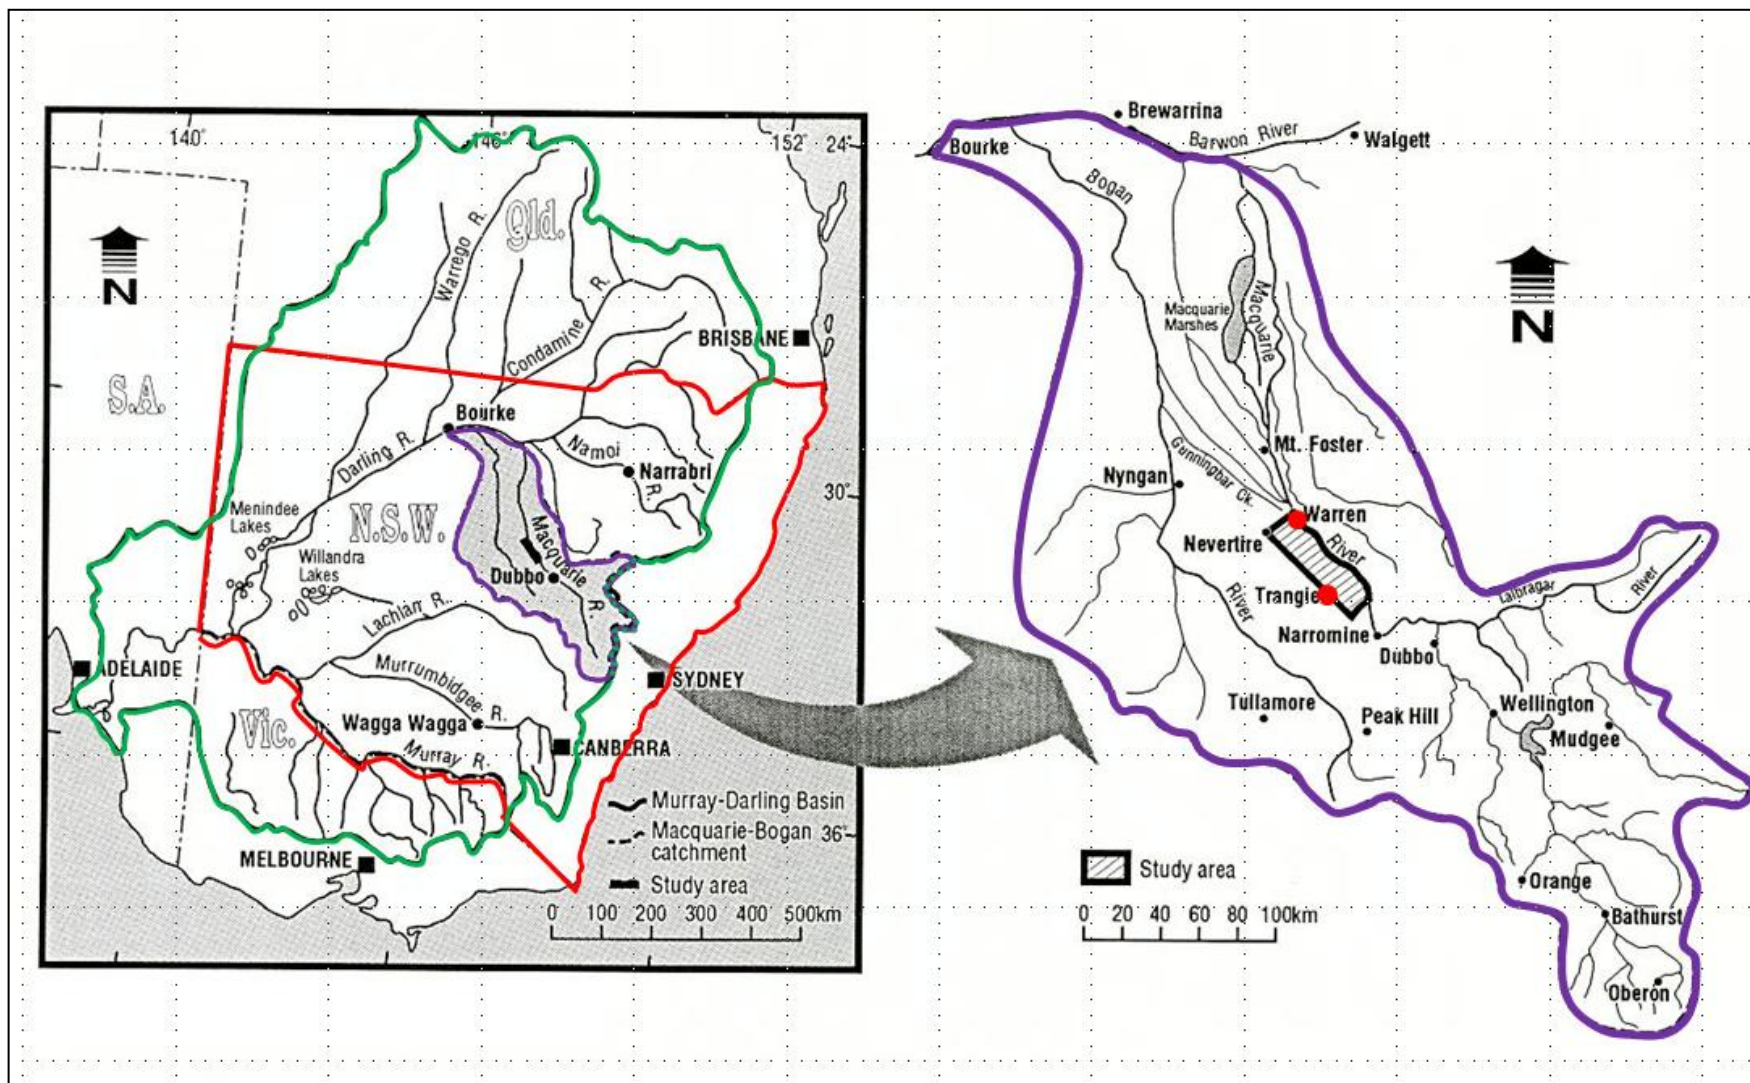 140°
146°
152°
24°
N
Qld.
Warrego R.
Condamine R.
BRISBANE
S.A.
Bourke
Darling R.
Namoi R.
Narrabri
30°
Menindee
Lakes
N.S.W.
Willandra
Lakes
Macquarie R.
Dubbo
Lachlan R.
ADELAIDE
Murrumbidgee R.
SYDNEY
Wagga Wagga
Vic.
Murray R.
CANBERRA
Murray-Darling Basin
Macquarie-Bogan
catchment
36°
MELBOURNE
Study area
0 100 200 300 400 500km
Brewarrina
Barwon River
Walgett
Bourke
Bogan
River
N
Macquarie
Marshes
Macquarie
River
Mt. Foster
Gunningbar Ck.
Nyngan
Warren
Nevertire
Trangie
Talbragar
River
Narromine
Dubbo
Tullamore
Peak Hill
Wellington
Mudgee
Study area
Orange
0 20 40 60 80 100km
Bathurst
Oberon